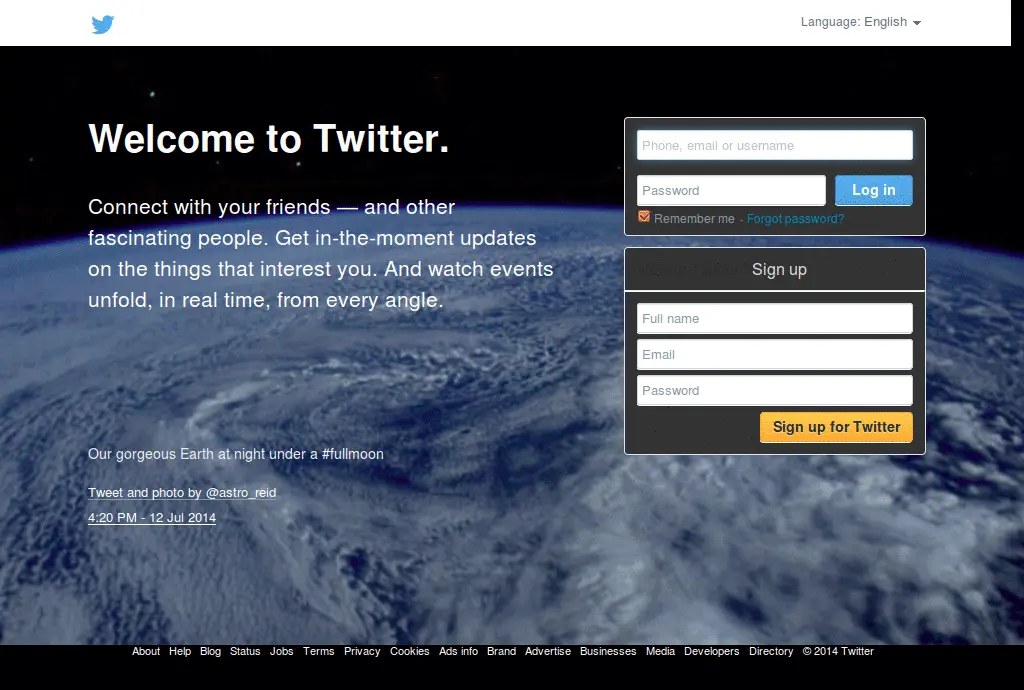 Language: English
Welcome to Twitter.
Connect with your friends — and other
fascinating people. Get in-the-moment updates
on the things that interest you. And watch events
unfold, in real time, from every angle.
Our gorgeous Earth at night under a #fullmoon
Tweet and photo by @astro_reid
4:20 PM - 12 Jul 2014
Phone, email or username
Password
Log in
Remember me - Forgot password?
Sign up
Full name
Email
Password
Sign up for Twitter
About Help Blog Status Jobs Terms Privacy Cookies Ads info Brand Advertise Businesses Media Developers Directory © 2014 Twitter